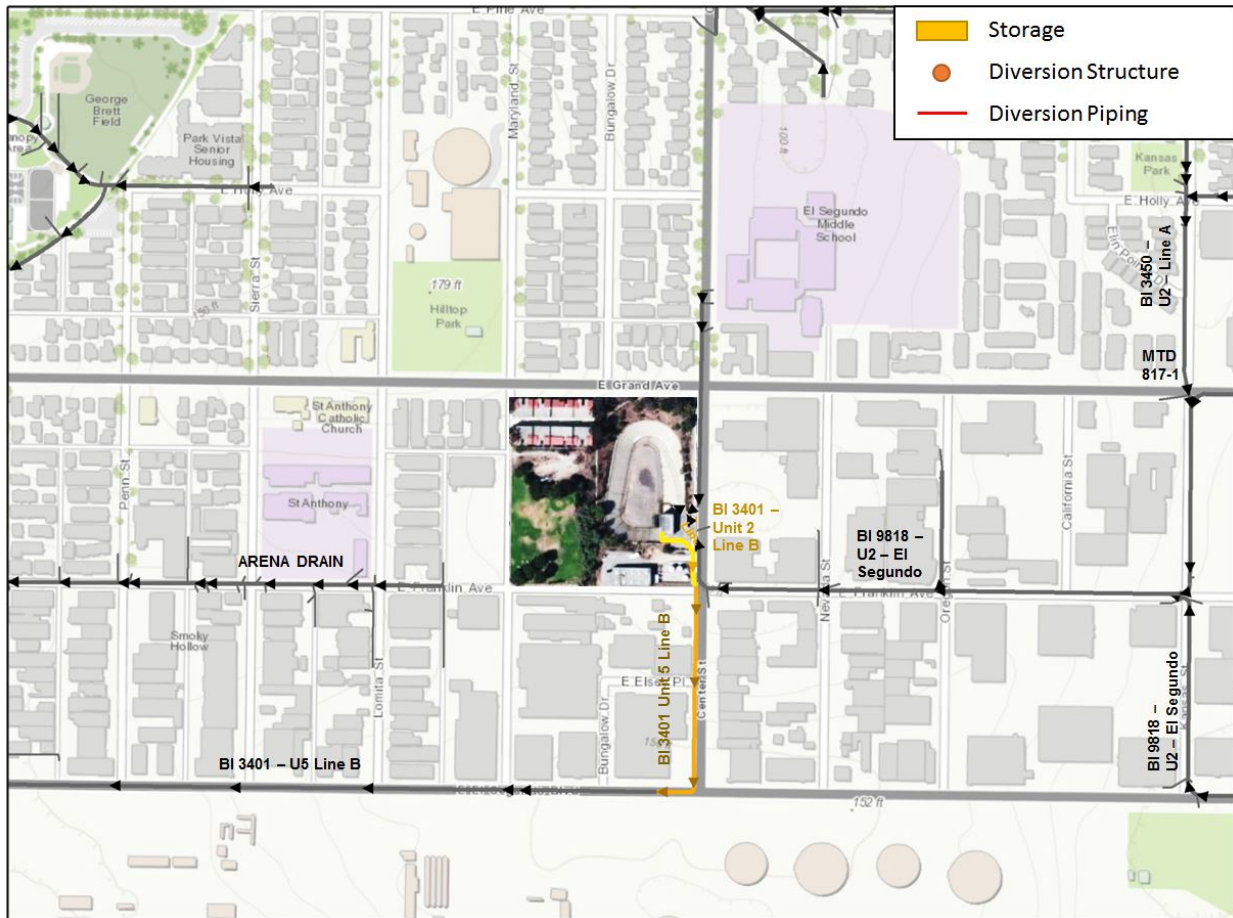 E Pine Ave
Storage
Diversion Structure
Diversion Piping
George
Brett
Field
Park Vista
Senior
Housing
Maryland St
Bungalow Dr
100 ft
Kansas
Park
E Holly Ave
E Holly
El Segundo
Middle
School
BI 3450 –
U2 – Line A
Sierra St
150 ft
179 ft
Hilltop
Park
MTD
817-1
E Grand Ave
St Anthony
Catholic
Church
Penn St
St Anthony
BI 3401 –
Unit 2
Line B
California St
BI 9818 –
U2 – El
Segundo
ARENA DRAIN
E Franklin Ave
E Franklin Ave
Nevada St
Smoky
Hollow
Lomita St
BI 3401 Unit 5 Line B
Center St
Bungalow Dr
BI 9818 –
U2 – El Segundo
Kansas St
BI 3401 – U5 Line B
152 ft